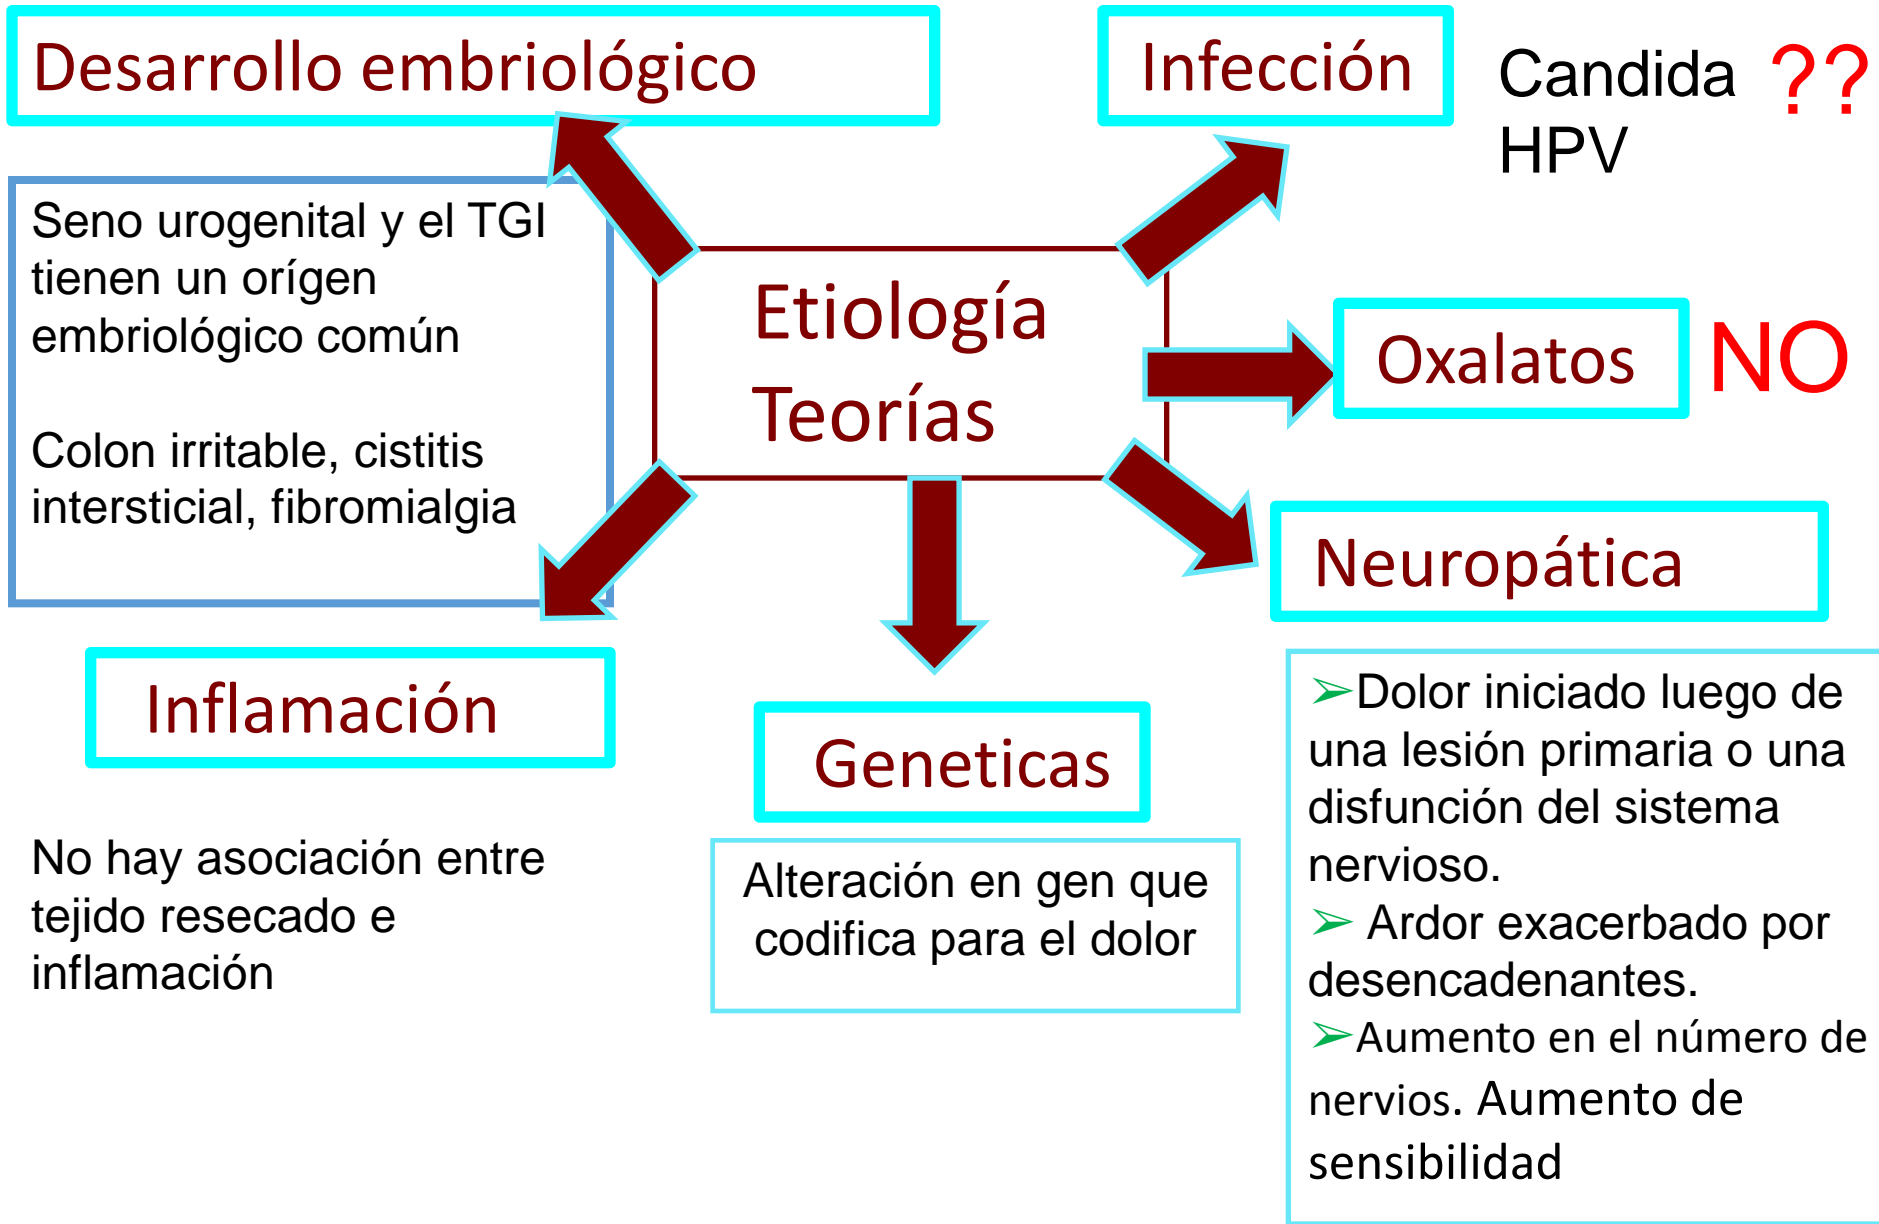 Desarrollo embriológico
Infección
Candida ??
HPV
Seno urogenital y el TGI
tienen un orígen
embriológico común
Colon irritable, cistitis
intersticial, fibromialgia
Etiología
Teorías
Oxalatos NO
Neuropática
➢Dolor iniciado luego de
una lesión primaria o una
disfunción del sistema
nervioso.
➢ Ardor exacerbado por
desencadenantes.
➢Aumento en el número de
nervios. Aumento de
sensibilidad
Inflamación
No hay asociación entre
tejido resecado e
inflamación
Geneticas
Alteración en gen que
codifica para el dolor